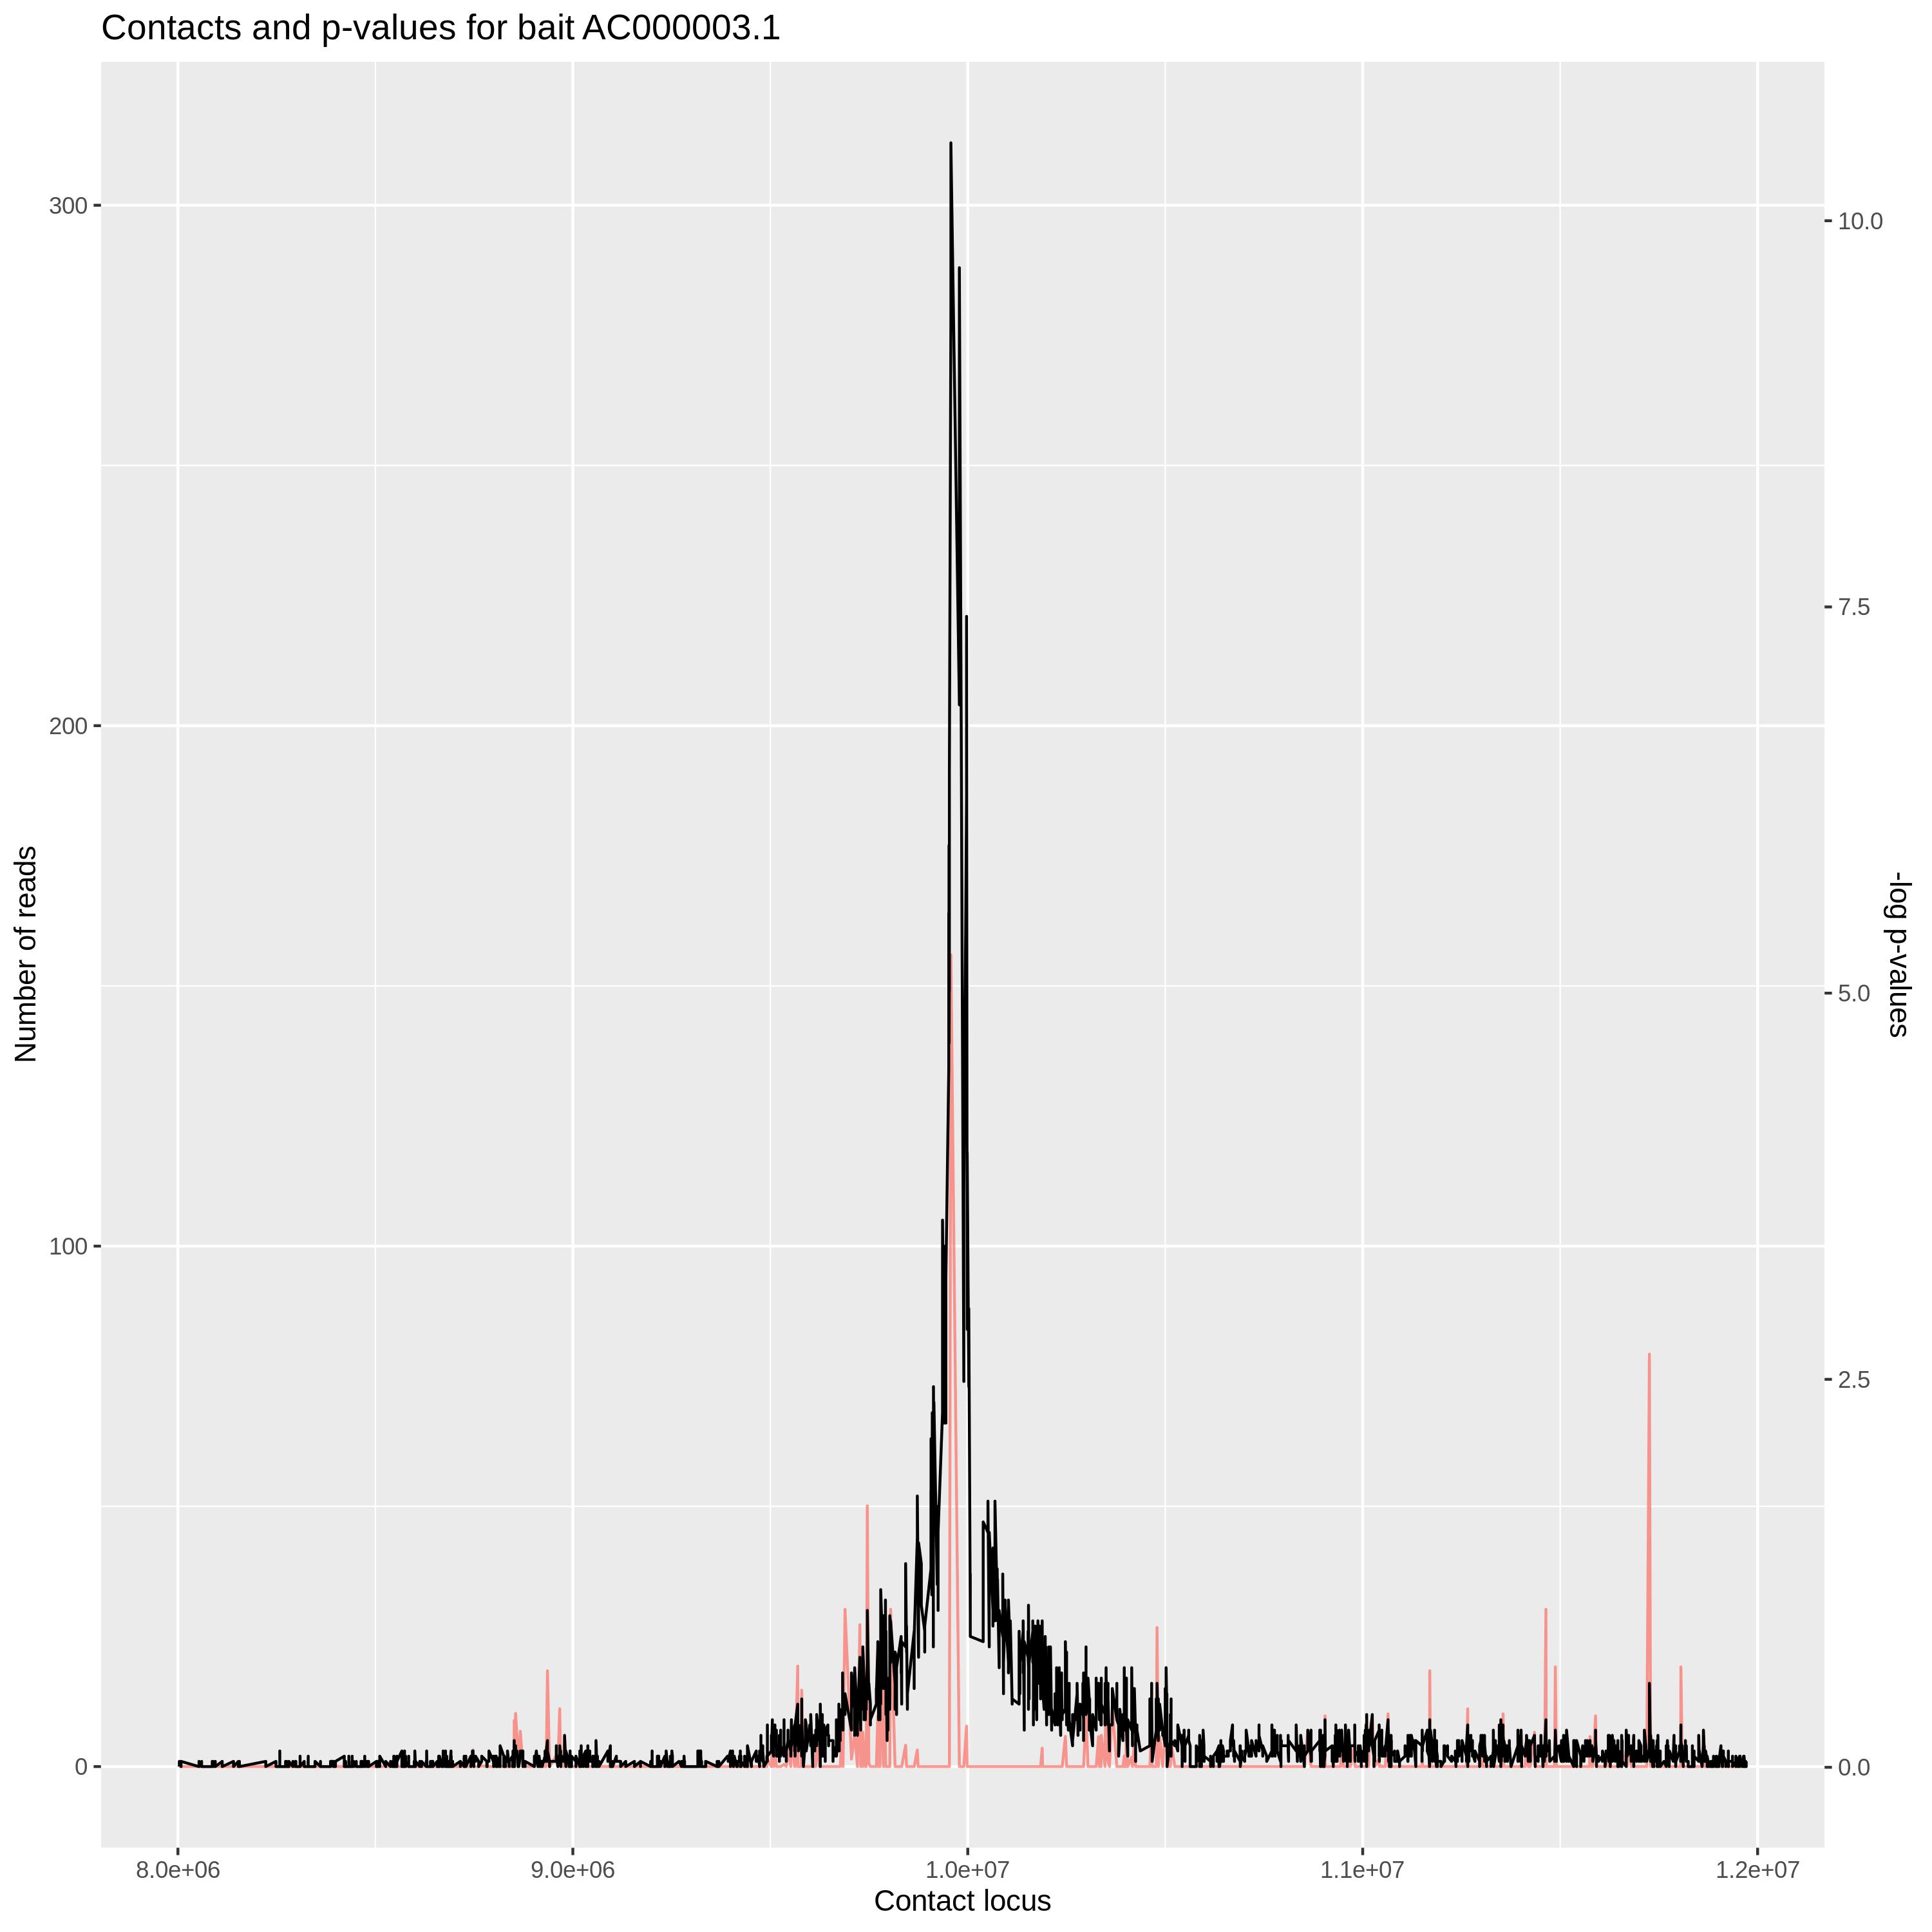 Contacts and p-values for bait AC000003.1
300
200
100
0
10.0
7.5
5.0
2.5
0.0
Number of reads
-log p-values
8.0e+06 9.0e+06 1.0e+07 1.1e+07 1.2e+07
Contact locus